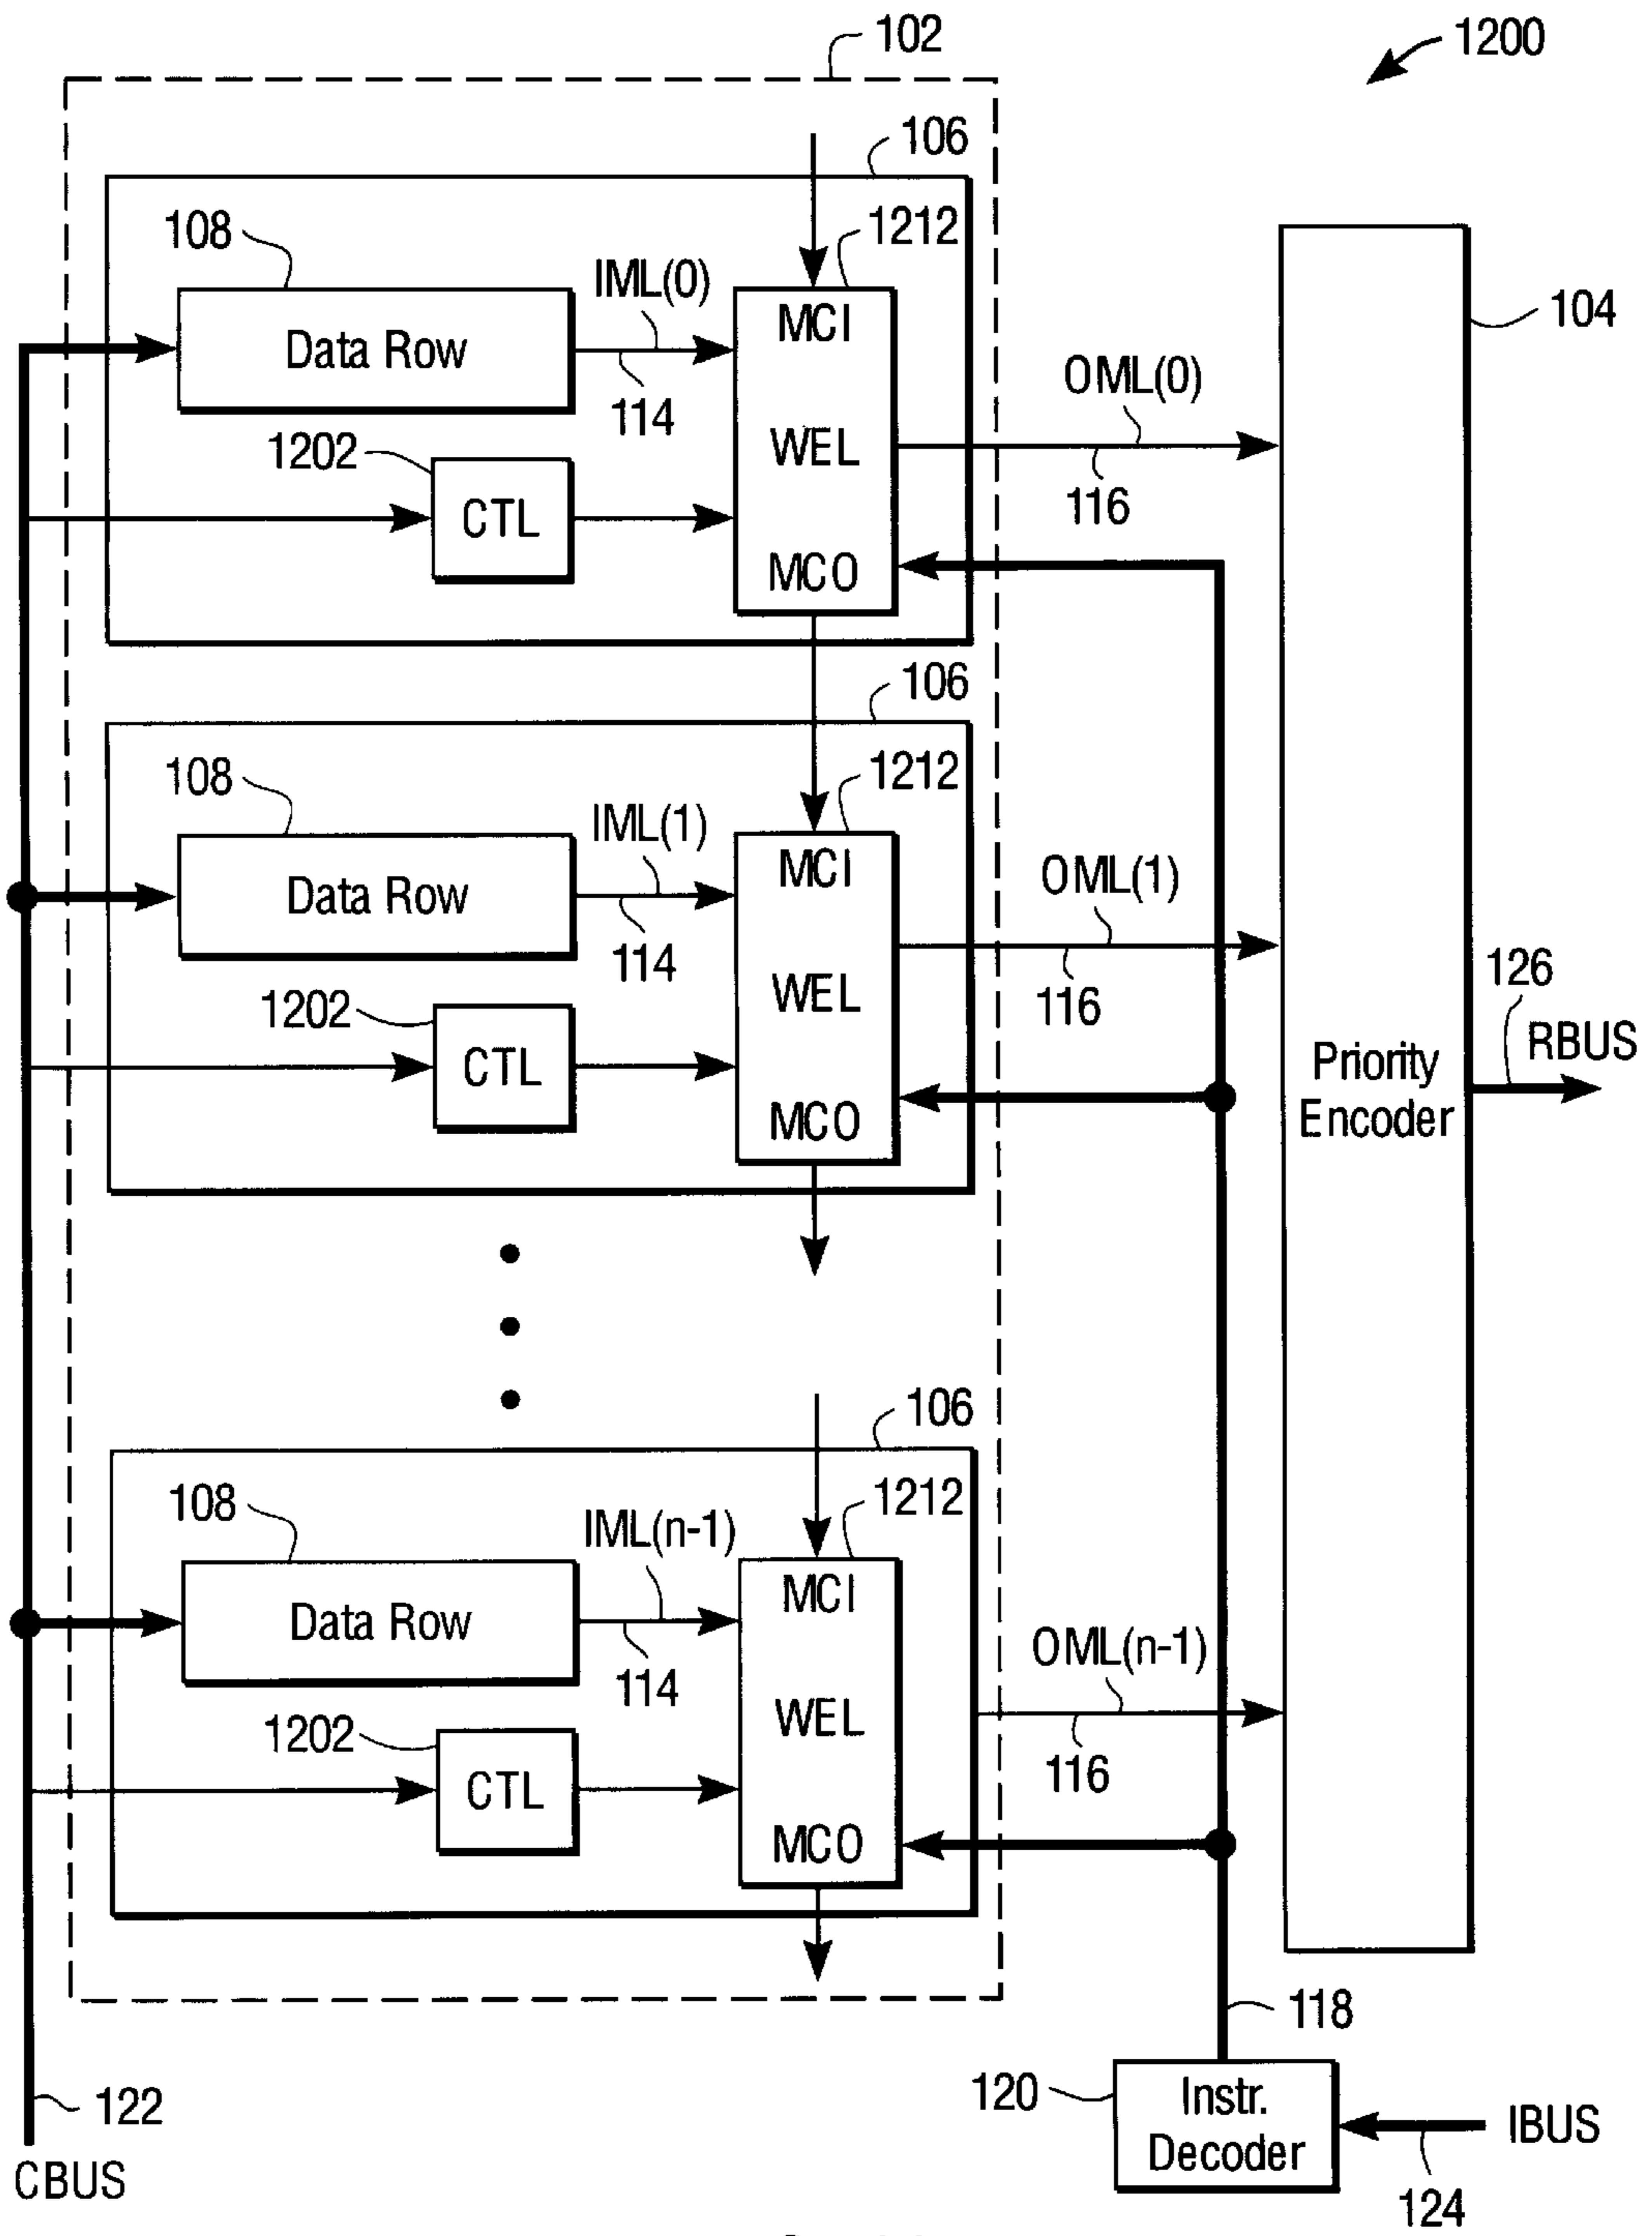 102
1200
106
108
1212
IML(0)
MCI
104
Data Row
OML(0)
114
1202
WEL
116
CTL
MCO
106
108
1212
IML(1)
MCI
OML(1)
Data Row
114
126
1202
WEL
116
RBUS
CTL
Priority
Encoder
MCO
106
108
1212
IML(n-1)
MCI
Data Row
OML(n-1)
114
1202
WEL
116
CTL
MCO
118
120
Instr.
Decoder
122
IBUS
CBUS
124